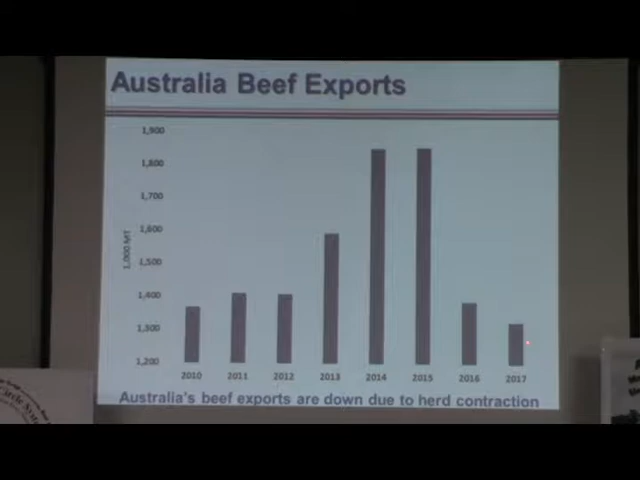 Australia Beef Exports
1,900
1,800
1,700
1,600
1,500
1,400
1,300
1,200
1,000 MT
2010 2011 2012 2013 2014 2015 2016 2017
Australia's beef exports are down due to herd contraction